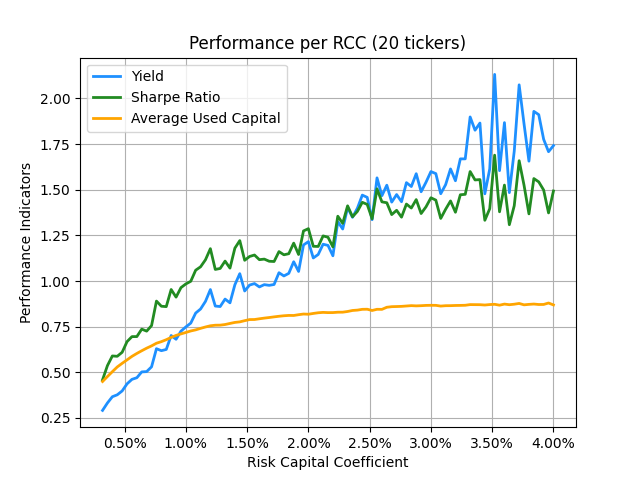 Performance per RCC (20 tickers)
Yield
Sharpe Ratio
Average Used Capital
Performance Indicators
2.00
1.75
1.50
1.25
1.00
0.75
0.50
0.25
0.50% 1.00% 1.50% 2.00% 2.50% 3.00% 3.50% 4.00%
Risk Capital Coefficient